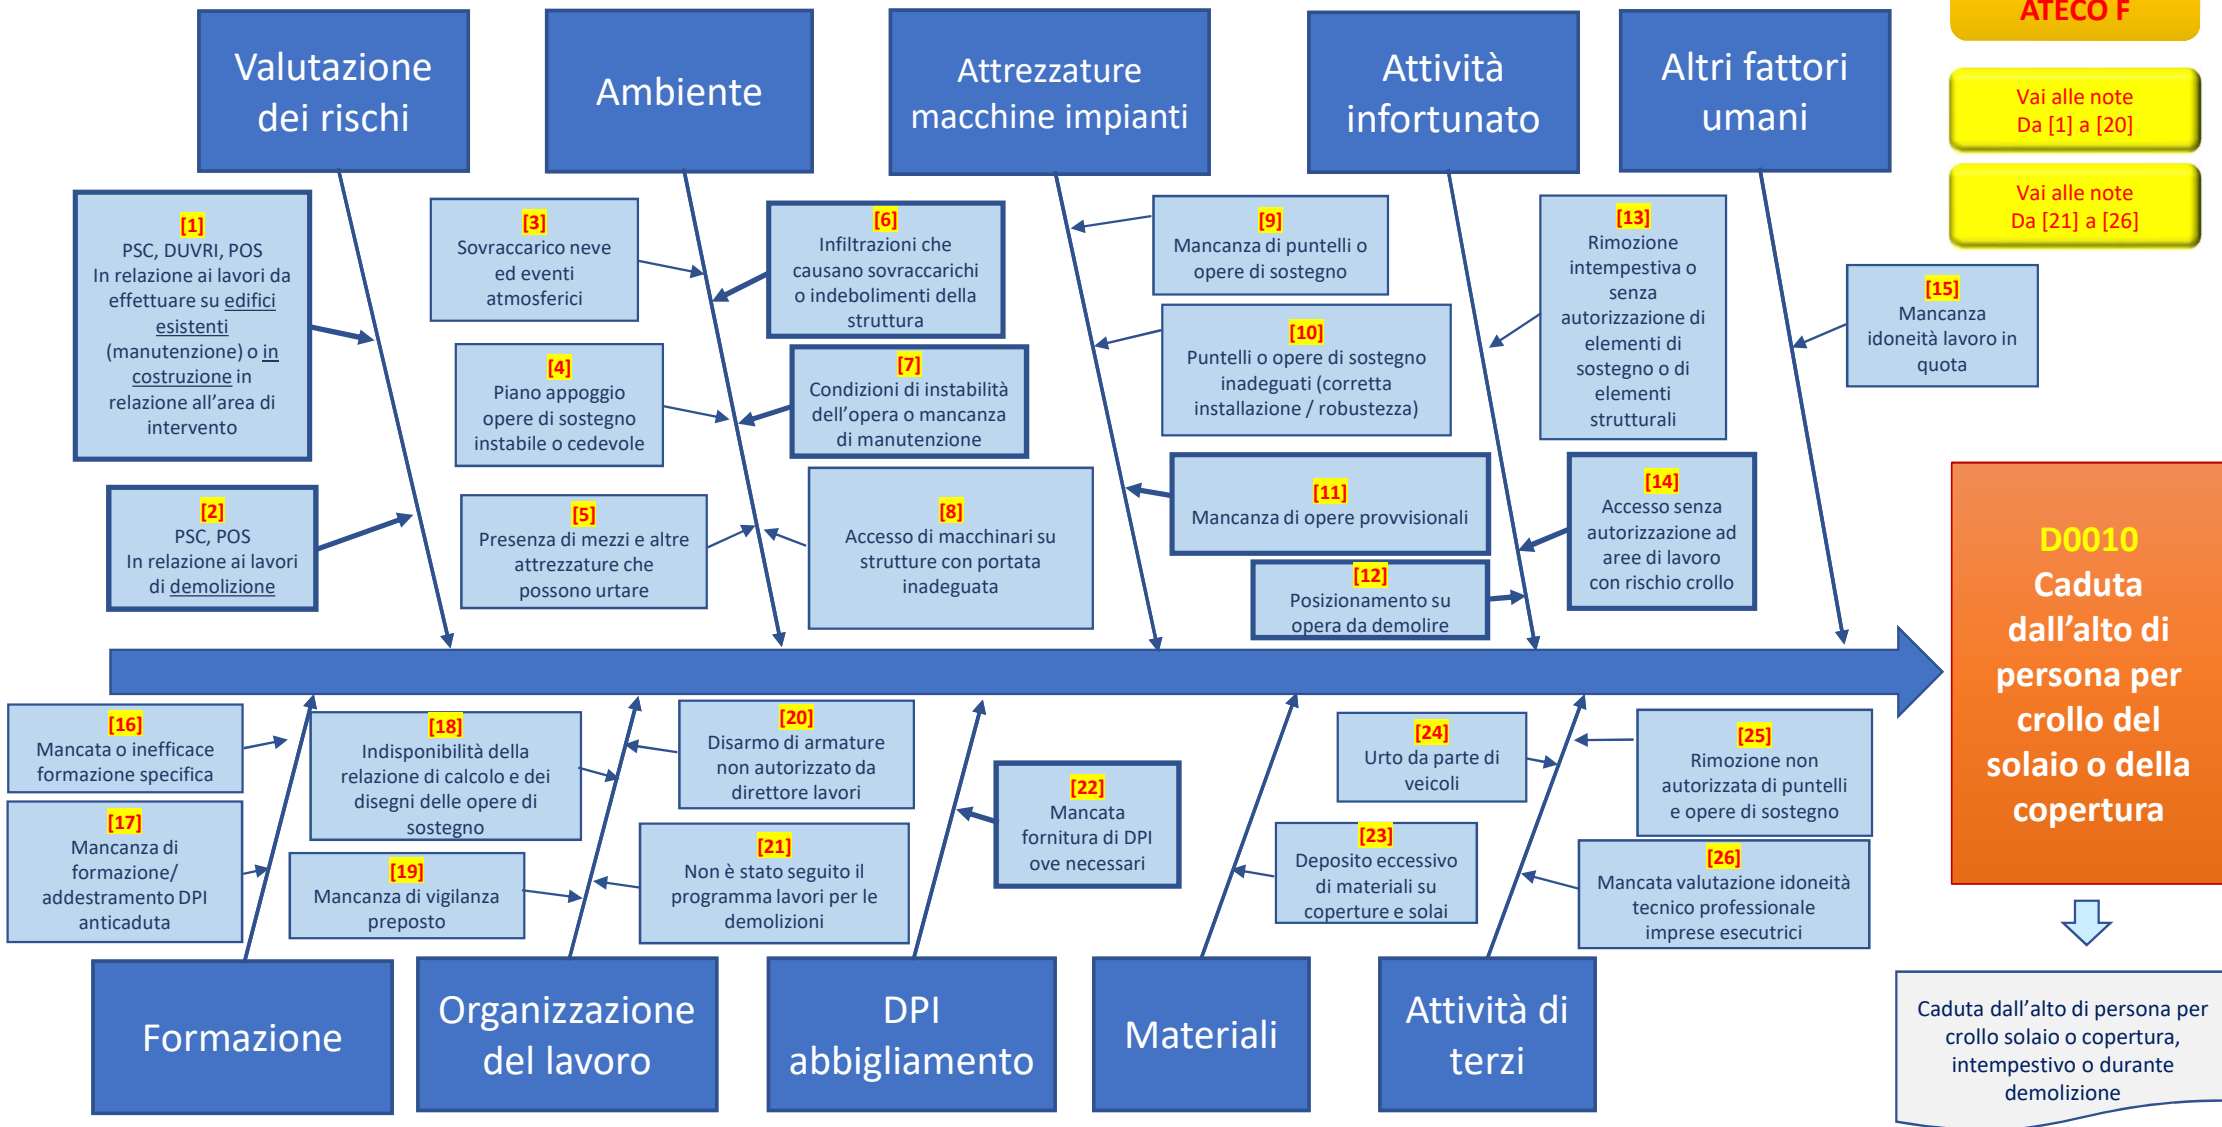 ATECO F
Valutazione
dei rischi
Ambiente
Attrezzature
macchine impianti
Attività
infortunato
Altri fattori
umani
Vai alle note
Da [1] a [20]
Vai alle note
Da [21] a [26]
[1]
PSC, DUVRI, POS
In relazione ai lavori da
effettuare su edifici
esistenti
(manutenzione) o in
costruzione in
relazione all’area di
intervento
[2]
PSC, POS
In relazione ai lavori
di demolizione
[3]
Sovraccarico neve
ed eventi
atmosferici
[4]
Piano appoggio
opere di sostegno
instabile o cedevole
[5]
Presenza di mezzi e altre
attrezzature che
possono urtare
[6]
Infiltrazioni che
causano sovraccarichi
o indebolimenti della
struttura
[7]
Condizioni di instabilità
dell’opera o mancanza
di manutenzione
[8]
Accesso di macchinari su
strutture con portata
inadeguata
[9]
Mancanza di puntelli o
opere di sostegno
[10]
Puntelli o opere di sostegno
inadeguati (corretta
installazione / robustezza)
[11]
Mancanza di opere provvisionali
[12]
Posizionamento su
opera da demolire
[13]
Rimozione
intempestiva o
senza
autorizzazione di
elementi di
sostegno o di
elementi
strutturali
[14]
Accesso senza
autorizzazione ad
aree di lavoro
con rischio crollo
[15]
Mancanza
idoneità lavoro in
quota
D0010
Caduta
dall’alto di
persona per
crollo del
solaio o della
copertura
[16]
Mancata o inefficace
formazione specifica
[17]
Mancanza di
formazione/
addestramento DPI
anticaduta
[18]
Indisponibilità della
relazione di calcolo e dei
disegni delle opere di
sostegno
[19]
Mancanza di vigilanza
preposto
[20]
Disarmo di armature
non autorizzato da
direttore lavori
[21]
Non è stato seguito il
programma lavori per le
demolizioni
[22]
Mancata
fornitura di DPI
ove necessari
[24]
Urto da parte di
veicoli
[23]
Deposito eccessivo
di materiali su
coperture e solai
[25]
Rimozione non
autorizzata di puntelli
e opere di sostegno
[26]
Mancata valutazione idoneità
tecnico professionale
imprese esecutrici
Formazione
Organizzazione
del lavoro
DPI
abbigliamento
Materiali
Attività di
terzi
Caduta dall’alto di persona per
crollo solaio o copertura,
intempestivo o durante
demolizione